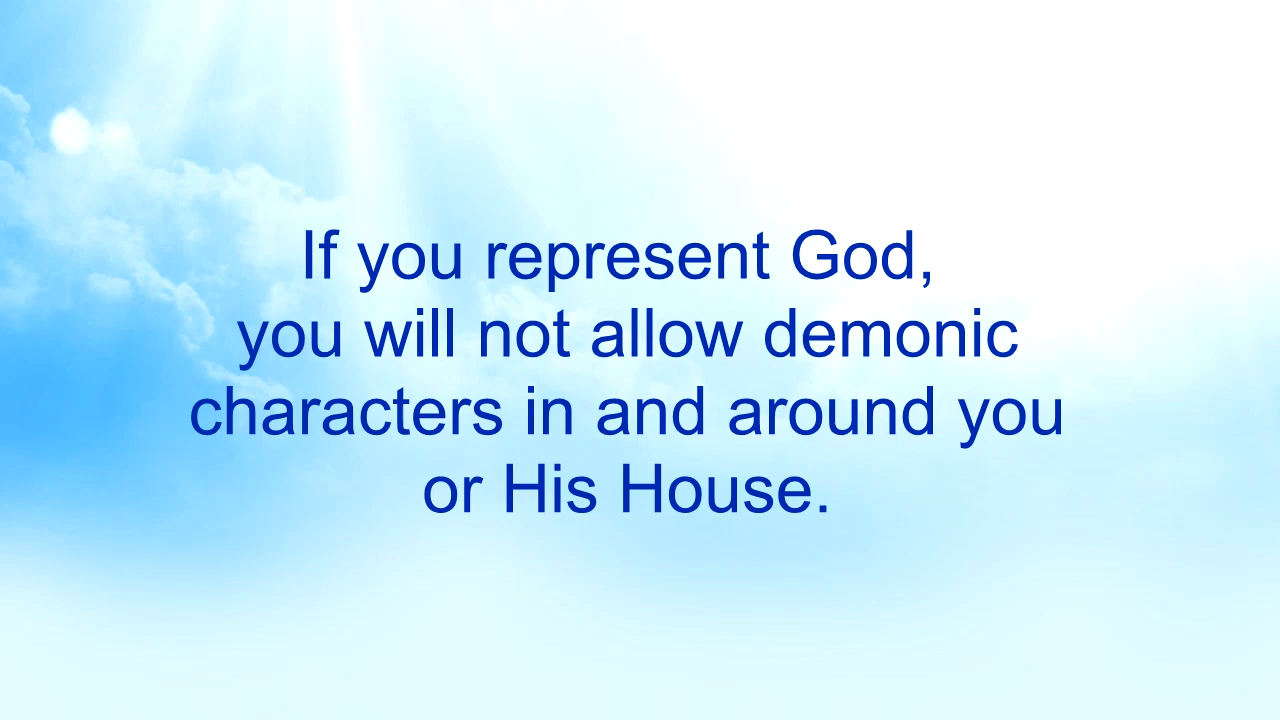 If you represent God,
you will not allow demonic
characters in and around you
or His House.